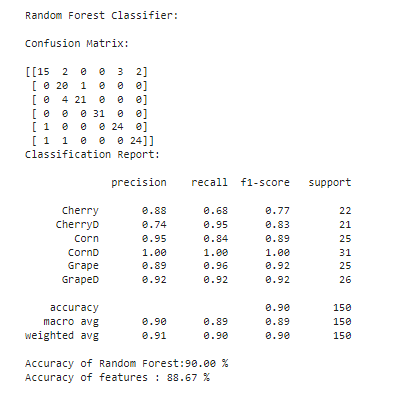 Random Forest Classifier:
Confusion Matrix:
[[15 2 0 0 3 2]
[ 0 20 1 0 0 0]
[ 0 4 21 0 0 0]
[ 0 0 0 31 0 0]
[ 1 0 0 0 24 0]
[ 1 1 0 0 0 24]]
Classification Report:
precision recall f1-score support
Cherry 0.88 0.68 0.77 22
CherryD 0.74 0.95 0.83 21
Corn 0.95 0.84 0.89 25
CornD 1.00 1.00 1.00 31
Grape 0.89 0.96 0.92 25
GrapeD 0.92 0.92 0.92 26
accuracy 0.90 150
macro avg 0.90 0.89 0.89 150
weighted avg 0.91 0.90 0.90 150
Accuracy of Random Forest:90.00 %
Accuracy of features : 88.67 %